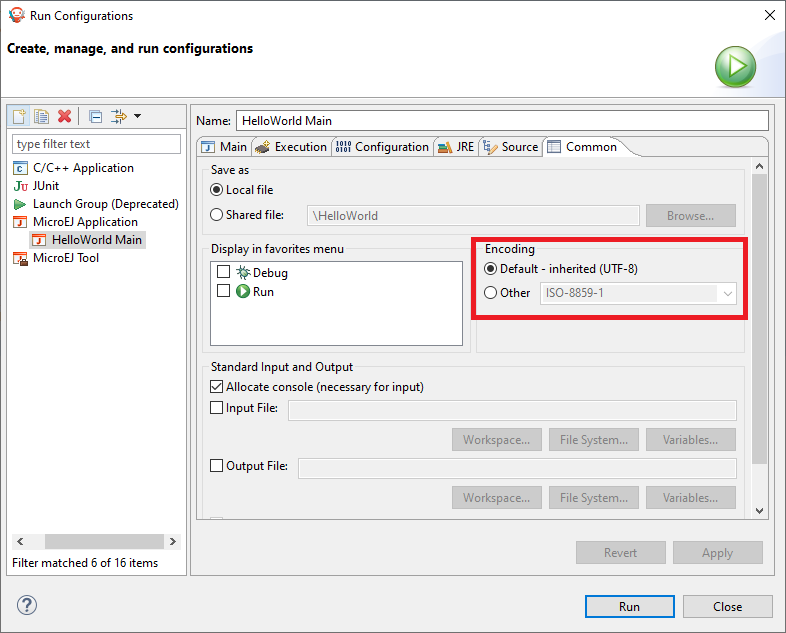 Run Configurations
Create, manage, and run configurations
type filter text
C/C++ Application
JUnit
Launch Group (Deprecated)
MicroEJ Application
HelloWorld Main
MicroEJ Tool
Filter matched 6 of 16 items
Name: HelloWorld Main
Main Execution Configuration JRE Source Common
Save as
Local file
Shared file: \HelloWorld Browse...
Display in favorites menu
Debug
Run
Encoding
Default - inherited (UTF-8)
Other ISO-8859-1
Standard Input and Output
Allocate console (necessary for input)
Input File:
Workspace... File System... Variables...
Output File:
Workspace... File System... Variables...
Revert Apply
Run Close